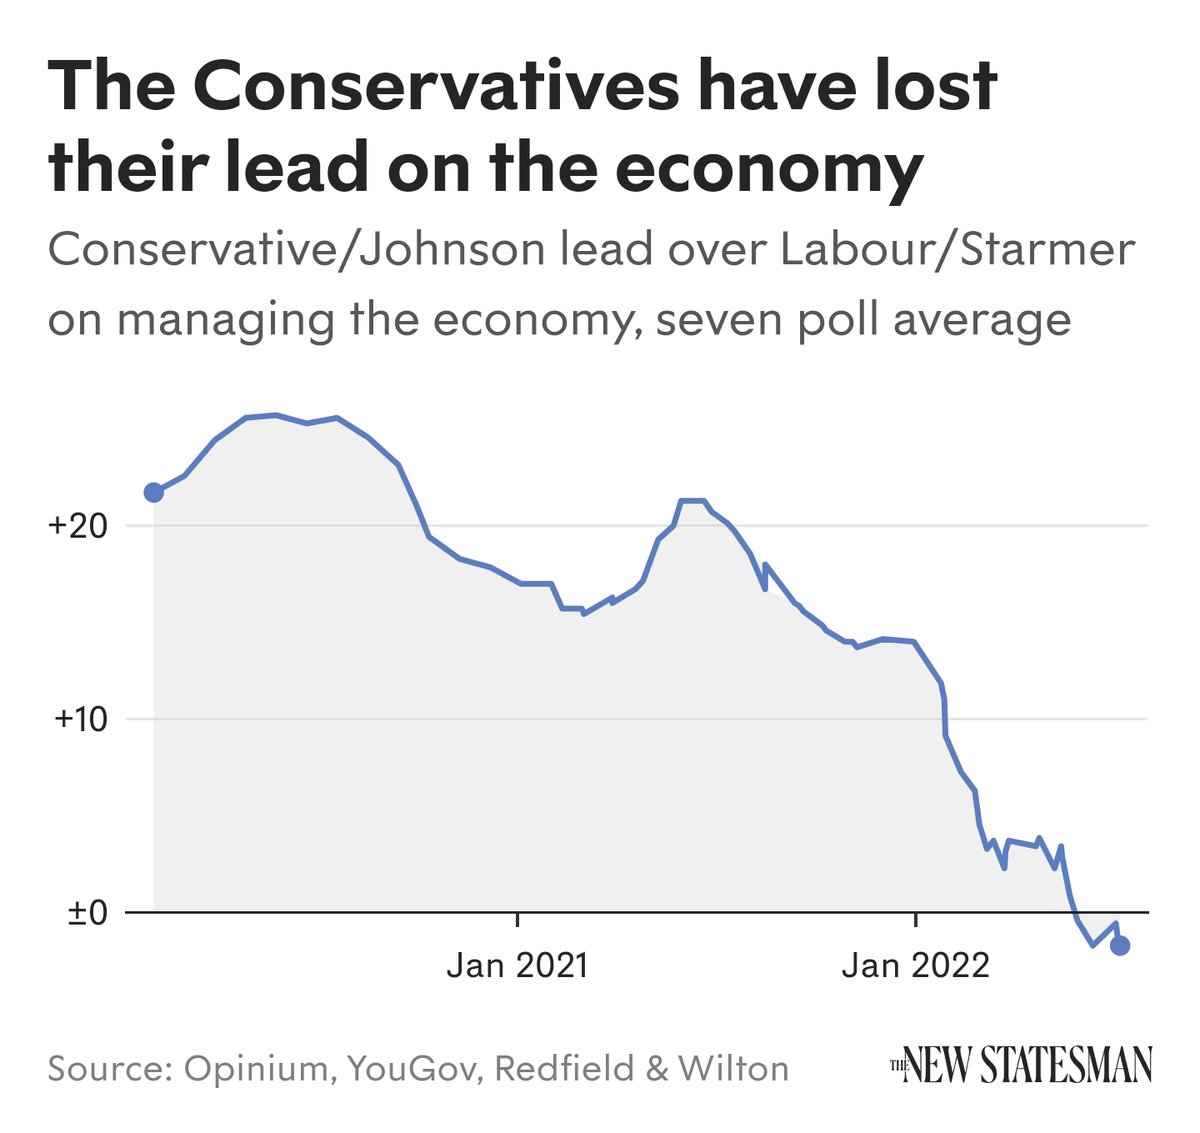 The Conservatives have lost
their lead on the economy
Conservative/Johnson lead over Labour/Starmer
on managing the economy, seven poll average
+20
+10
±0
Jan 2021
Jan 2022
Source: Opinium, YouGov, Redfield & Wilton
THE NEW STATESMAN